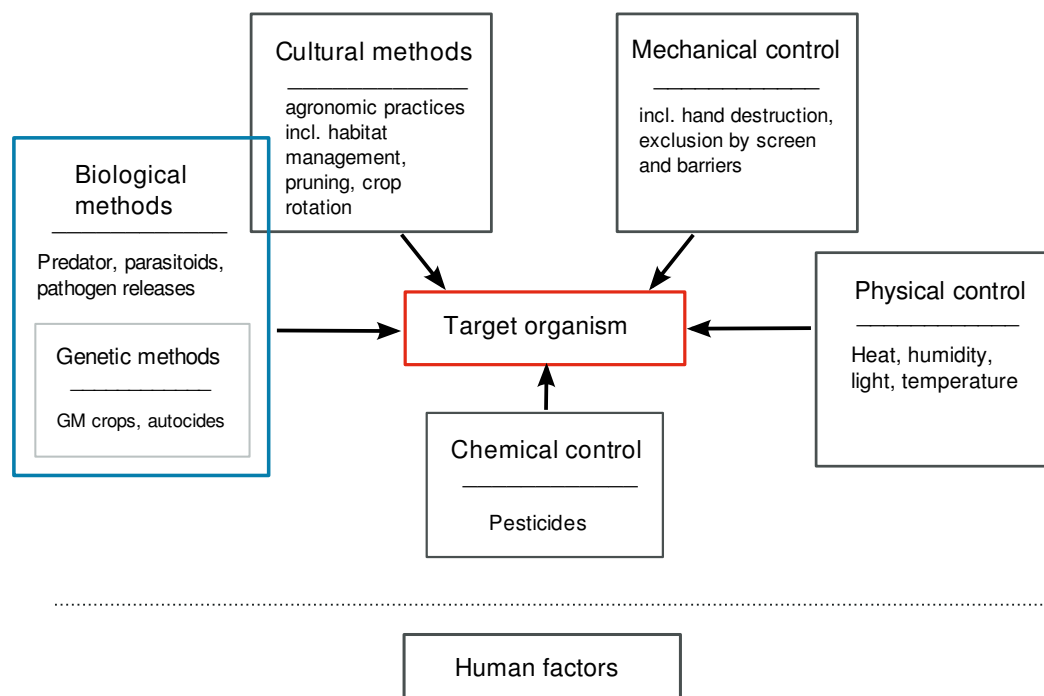 Cultural methods
agronomic practices
incl. habitat
management,
pruning, crop
rotation
Mechanical control
incl. hand destruction,
exclusion by screen
and barriers
Biological
methods
Predator, parasitoids,
pathogen releases
Genetic methods
GM crops, autocides
Target organism
Physical control
Heat, humidity,
light, temperature
Chemical control
Pesticides
Human factors